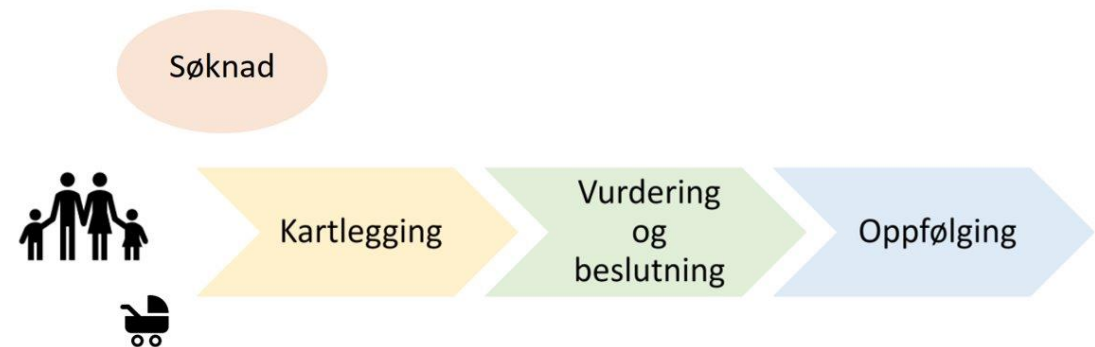 Søknad
Kartlegging
Vurdering
og
beslutning
Oppfølging